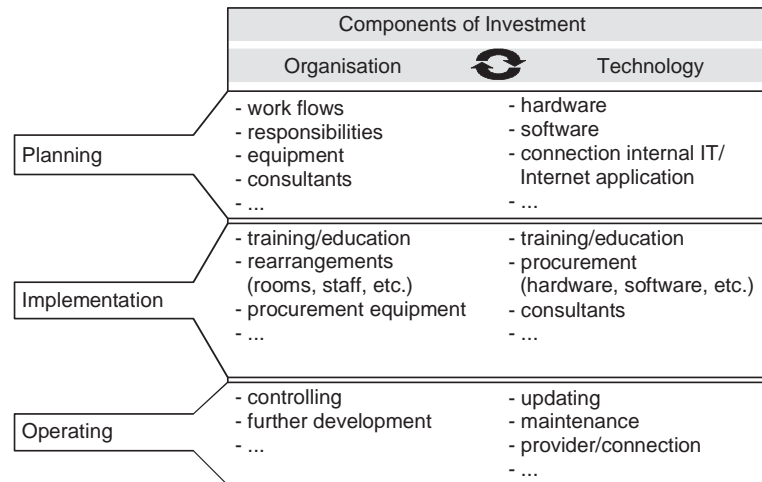 Components of Investment
Organisation Technology
Planning
- work flows
- responsibilities
- equipment
- consultants
- ...
- hardware
- software
- connection internal IT/
Internet application
- ...
Implementation
- training/education
- rearrangements
(rooms, staff, etc.)
- procurement equipment
- ...
- training/education
- procurement
(hardware, software, etc.)
- consultants
- ...
Operating
- controlling
- further development
- ...
- updating
- maintenance
- provider/connection
- ...